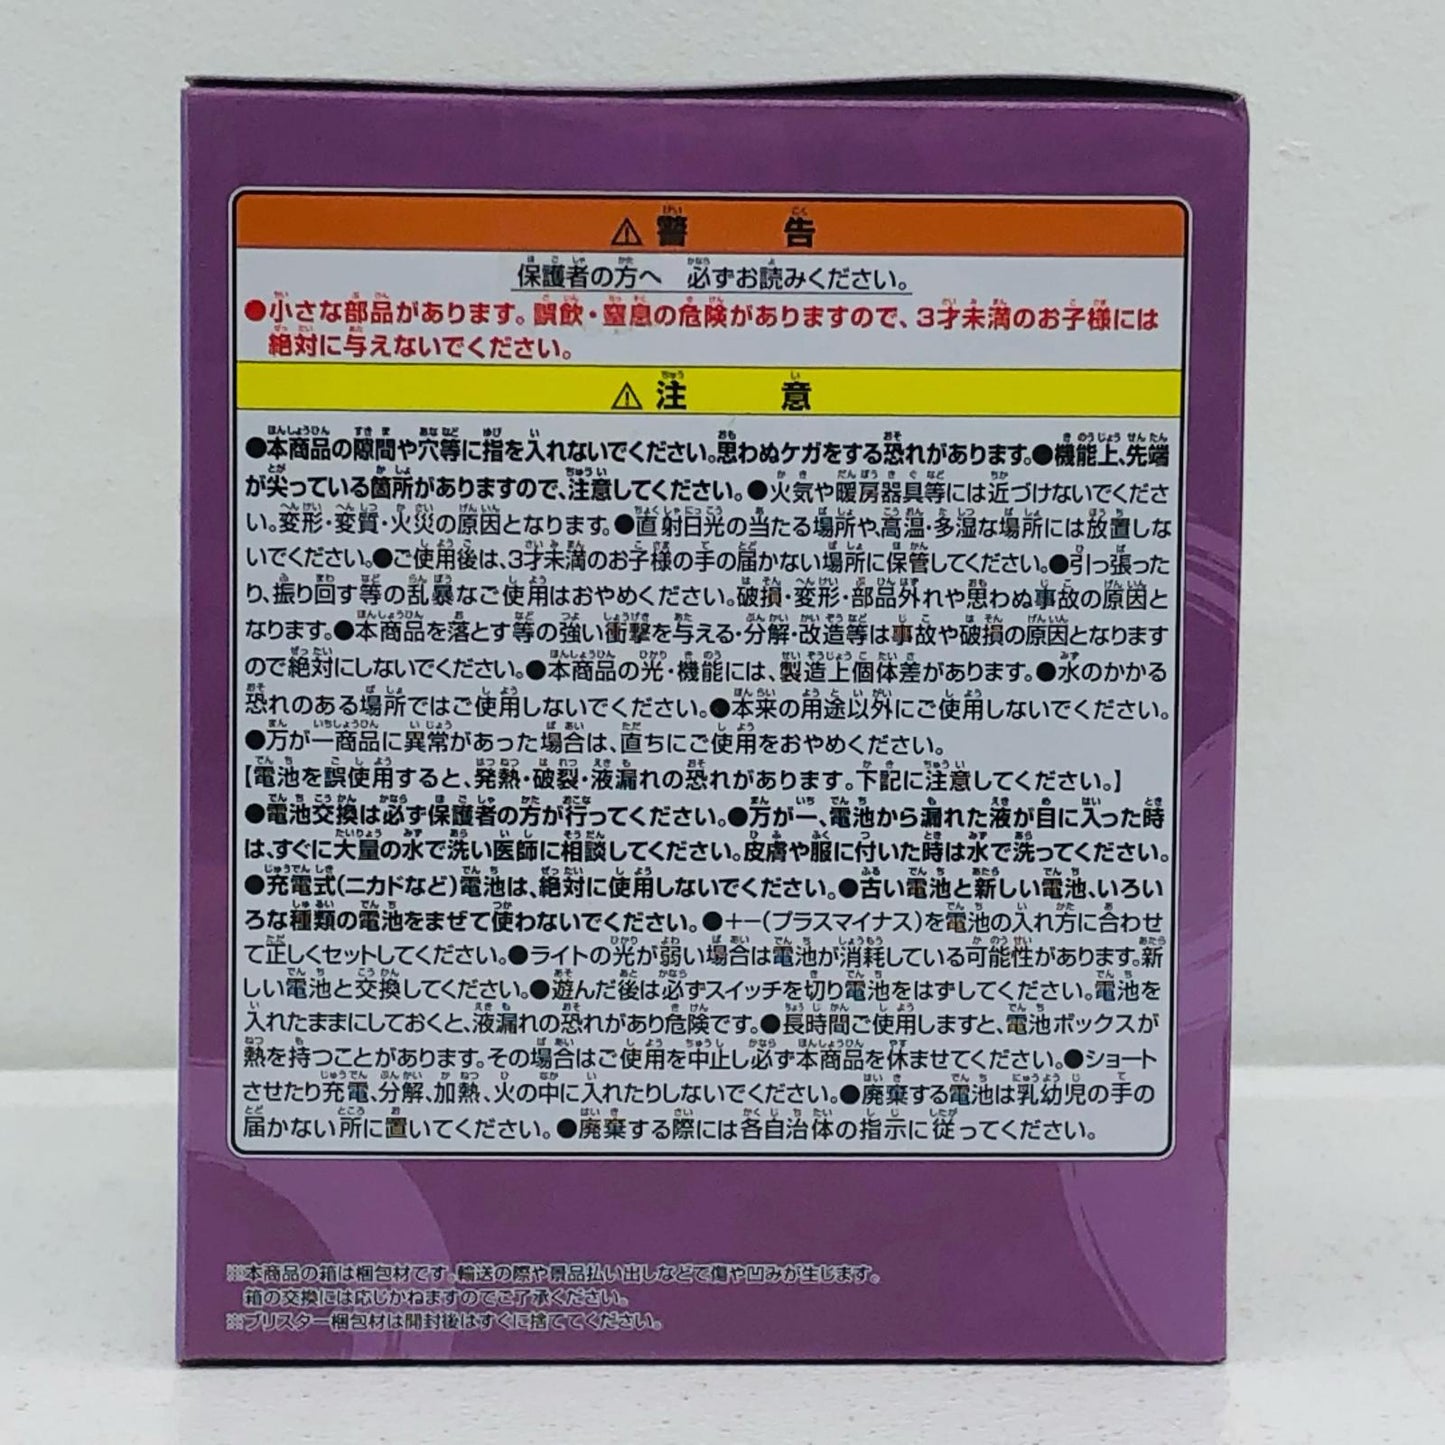 ⚠警告
保護者の方へ 必ずお読みください。
●小さな部品があります。誤飲・窒息の危険がありますので、3才未満のお子様には
絶対に与えないでください。
⚠注意
●本商品の隙間や穴等に指を入れないでください。思わぬケガをする恐れがあります。●機能上、先端
が尖っている箇所がありますので、注意してください。●火気や暖房器具等には近づけないでくださ
い。変形・変質・火災の原因となります。●直射日光の当たる場所や、高温・多湿な場所には放置しな
いでください。●ご使用後は、3才未満のお子様の手の届かない場所に保管してください。●引っ張った
り、振り回す等の乱暴なご使用はおやめください。破損・変形・部品外れや思わぬ事故の原因と
なります。●本商品を落とす等の強い衝撃を与える・分解・改造等は事故や破損の原因となります
ので絶対にしないでください。●本商品の光・機能には、製造上個体差があります。●水のかかる
恐れのある場所ではご使用しないでください。●本来の用途以外にご使用しないでください。
●万が一商品に異常があった場合は、直ちにご使用をおやめください。
【電池を誤使用すると、発熱・破裂・液漏れの恐れがあります。下記に注意してください。】
●電池交換は必ず保護者の方が行ってください。●万が一、電池から漏れた液が目に入った時
は、すぐに大量の水で洗い医師に相談してください。皮膚や服に付いた時は水で洗ってください。
●充電式(ニカドなど)電池は、絶対に使用しないでください。●古い電池と新しい電池、いろい
ろな種類の電池をまぜて使わないでください。●＋－(プラスマイナス)を電池の入れ方に合わせ
て正しくセットしてください。●ライトの光が弱い場合は電池が消耗している可能性があります。新
しい電池と交換してください。●遊んだ後は必ずスイッチを切り電池をはずしてください。電池を
入れたままにしておくと、液漏れの恐れがあり危険です。●長時間ご使用しますと、電池ボックスが
熱を持つことがあります。その場合はご使用を中止し必ず本商品を休ませてください。●ショート
させたり充電、分解、加熱、火の中に入れたりしないでください。●廃棄する電池は乳幼児の手の
届かない所に置いてください。●廃棄する際には各自治体の指示に従ってください。
※本商品の箱は梱包材です。輸送の際や景品払い出しなどで傷や凹みが生じます。
箱の交換には応じかねますのでご了承ください。
※ブリスター梱包材は開封後はすぐに捨ててください。